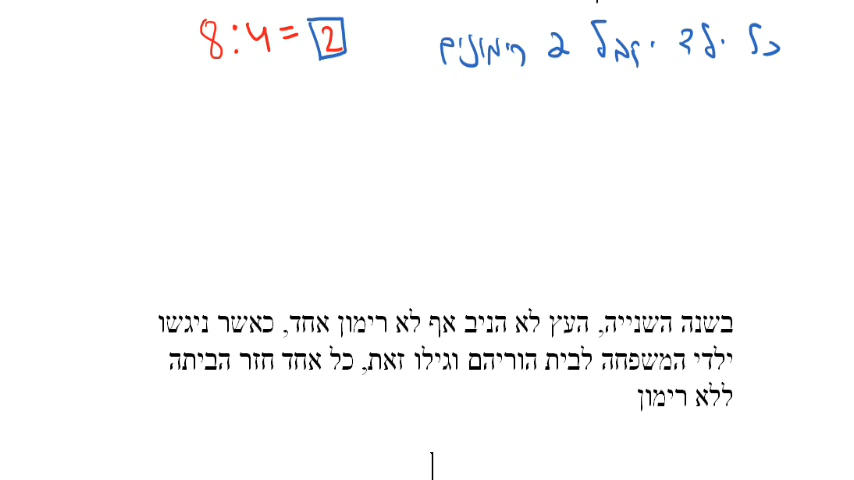 8:4=2
כל ילד יקבל 2 רימונים
בשנה השנייה, העץ לא הניב אף לא רימון אחד, כאשר ניגשו
ילדי המשפחה לבית הוריהם וגילו זאת, כל אחד חזר הביתה
ללא רימון